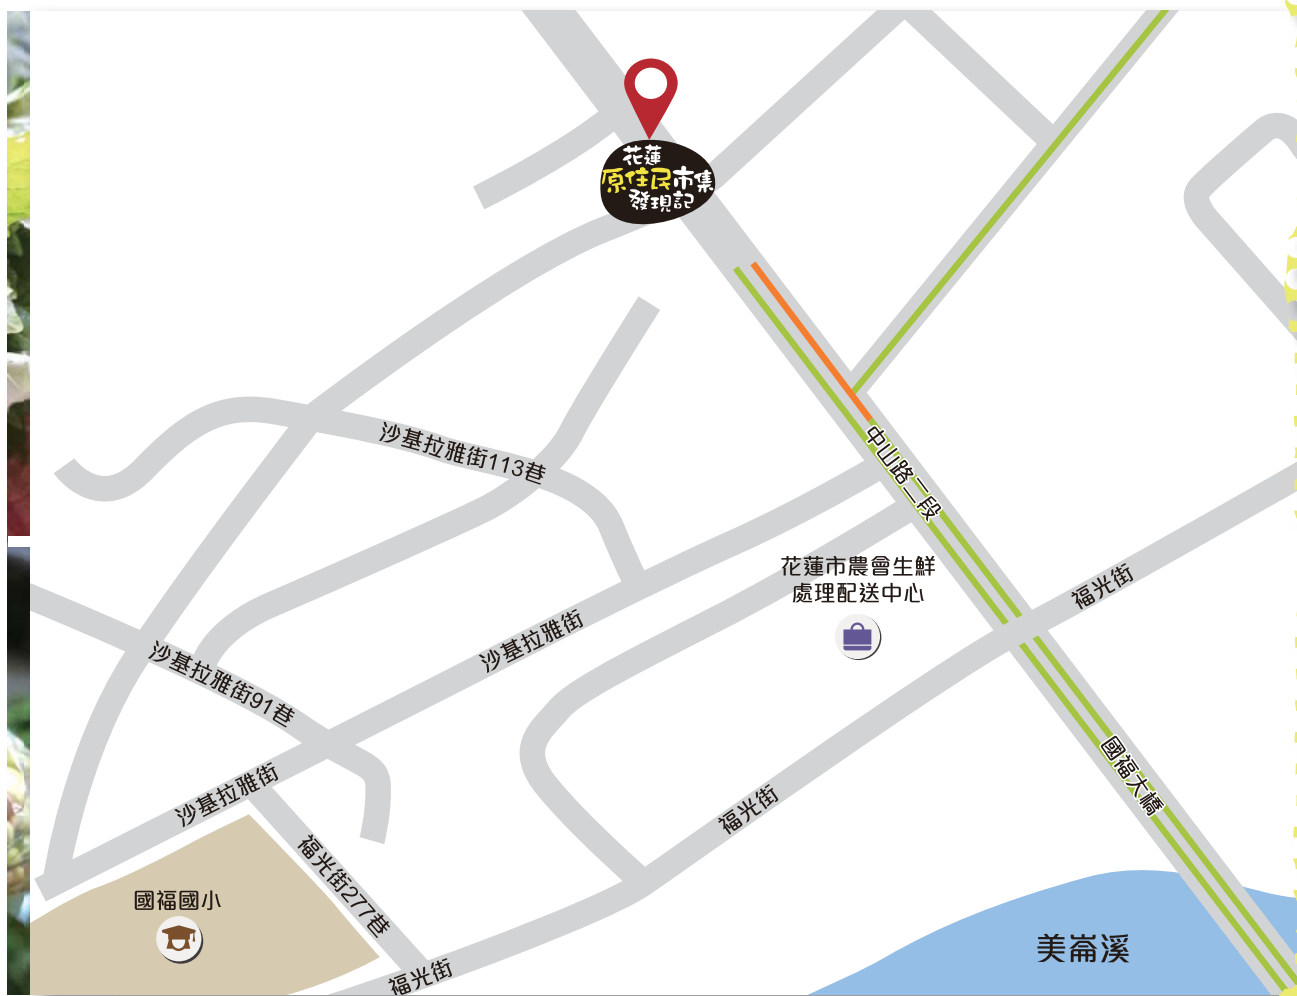 花蓮
原住民市集
發現記
沙基拉雅街113巷
中山路二段
花蓮市農會生鮮
處理配送中心
福光街
沙基拉雅街
沙基拉雅街91巷
國福大橋
沙基拉雅街
福光街
福光街277巷
國福國小
美崙溪
福光街